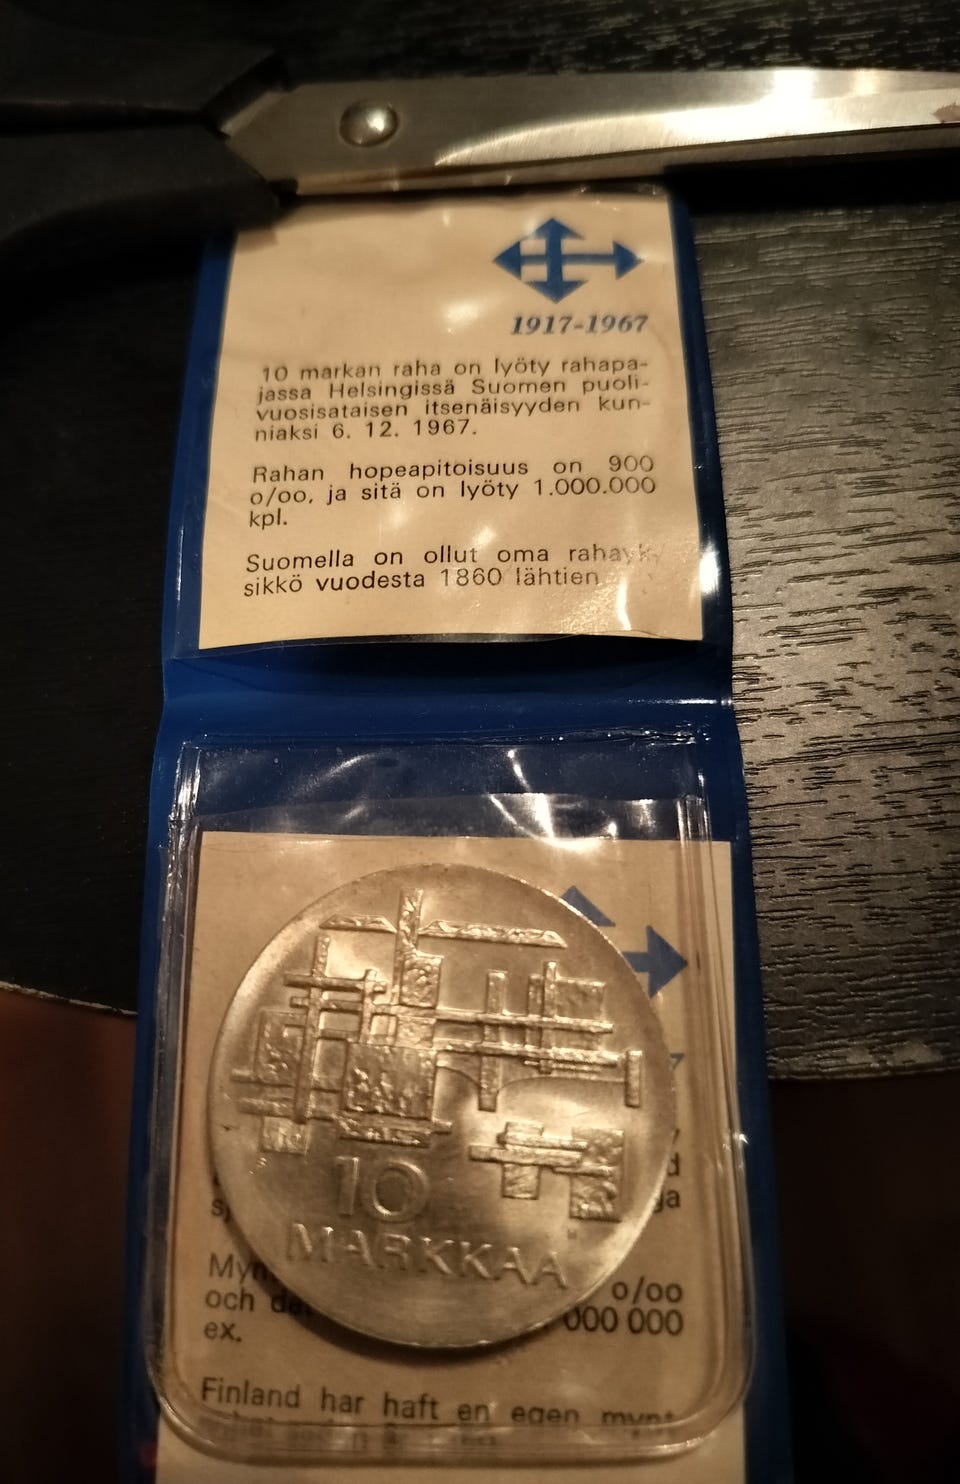 1917-1967
10 markan raha on lyöty rahapa-
jassa Helsingissä Suomen puoli-
vuosisataisen itsenäisyyden kun-
niaksi 6. 12. 1967.
Rahan hopeapitoisuus on 900
o/oo, ja sitä on lyöty 1.000.000
kpl.
Suomella on ollut oma rahayk-
sikkö vuodesta 1860 lähtien
10
MARKKAA
o/oo
och
000 000
ex.
Finland har haft en egen mynt